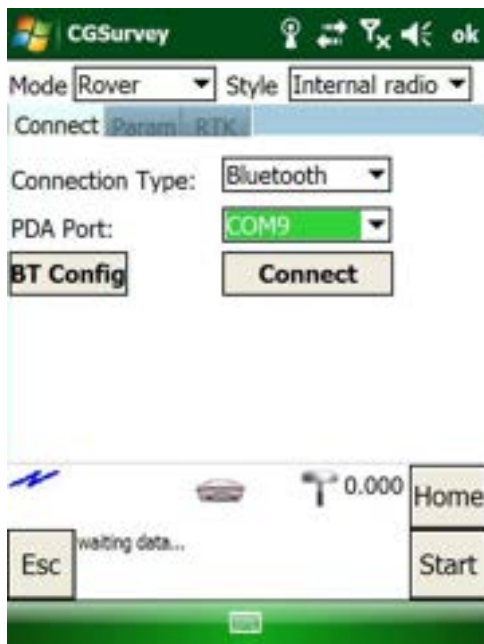 CGSurvey ok
Mode Rover Style Internal radio
Connect Param RTK
Connection Type: Bluetooth
PDA Port: COM9
BT Config Connect
0.000 Home
Esc waiting data... Start